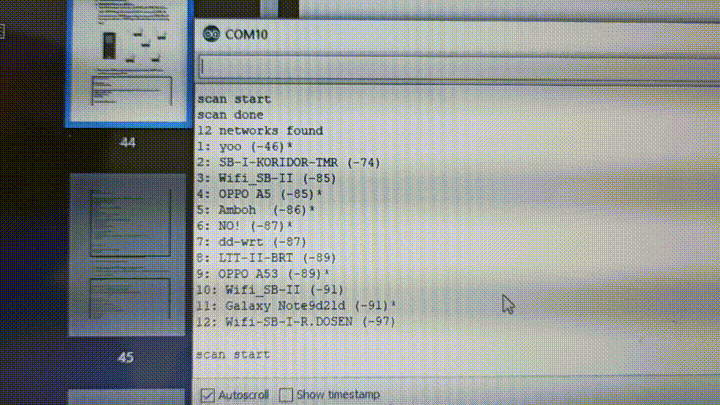 COM10
scan start
scan done
12 networks found
1: yoo (-46)*
2: SB-I-KORIDOR-TMR (-74)
3: Wifi_SB-II (-85)
4: OPPO A5 (-85)*
5: Amboh  (-86)*
6: NO! (-87)*
7: dd-wrt (-87)
8: LTT-II-BRT (-89)
9: OPPO A53 (-89)*
10: Wifi_SB-II (-91)
11: Galaxy Note9d21d (-91)*
12: Wifi-SB-I-R.DOSEN (-97)
scan start
Autoscroll Show timestamp
44
45